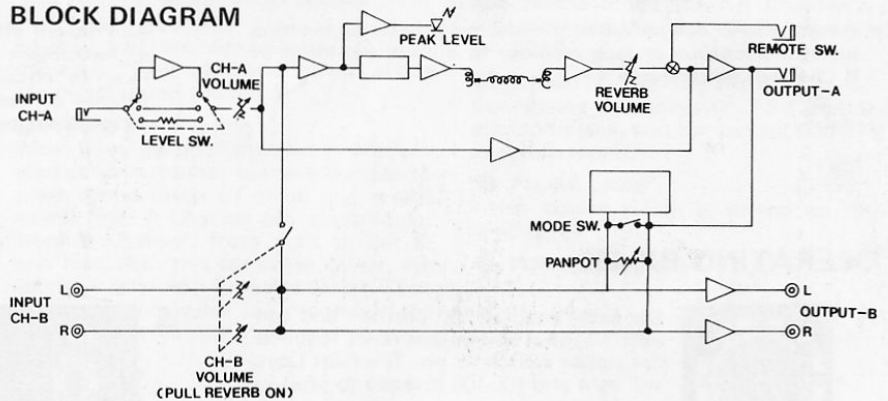 BLOCK DIAGRAM
PEAK LEVEL
REMOTE SW.
CH-A
VOLUME
REVERB
VOLUME
OUTPUT-A
INPUT
CH-A
LEVEL SW.
MODE SW.
PANPOT
INPUT
CH-B
L
R
L
R
OUTPUT-B
CH-B
VOLUME
(PULL REVERB ON)